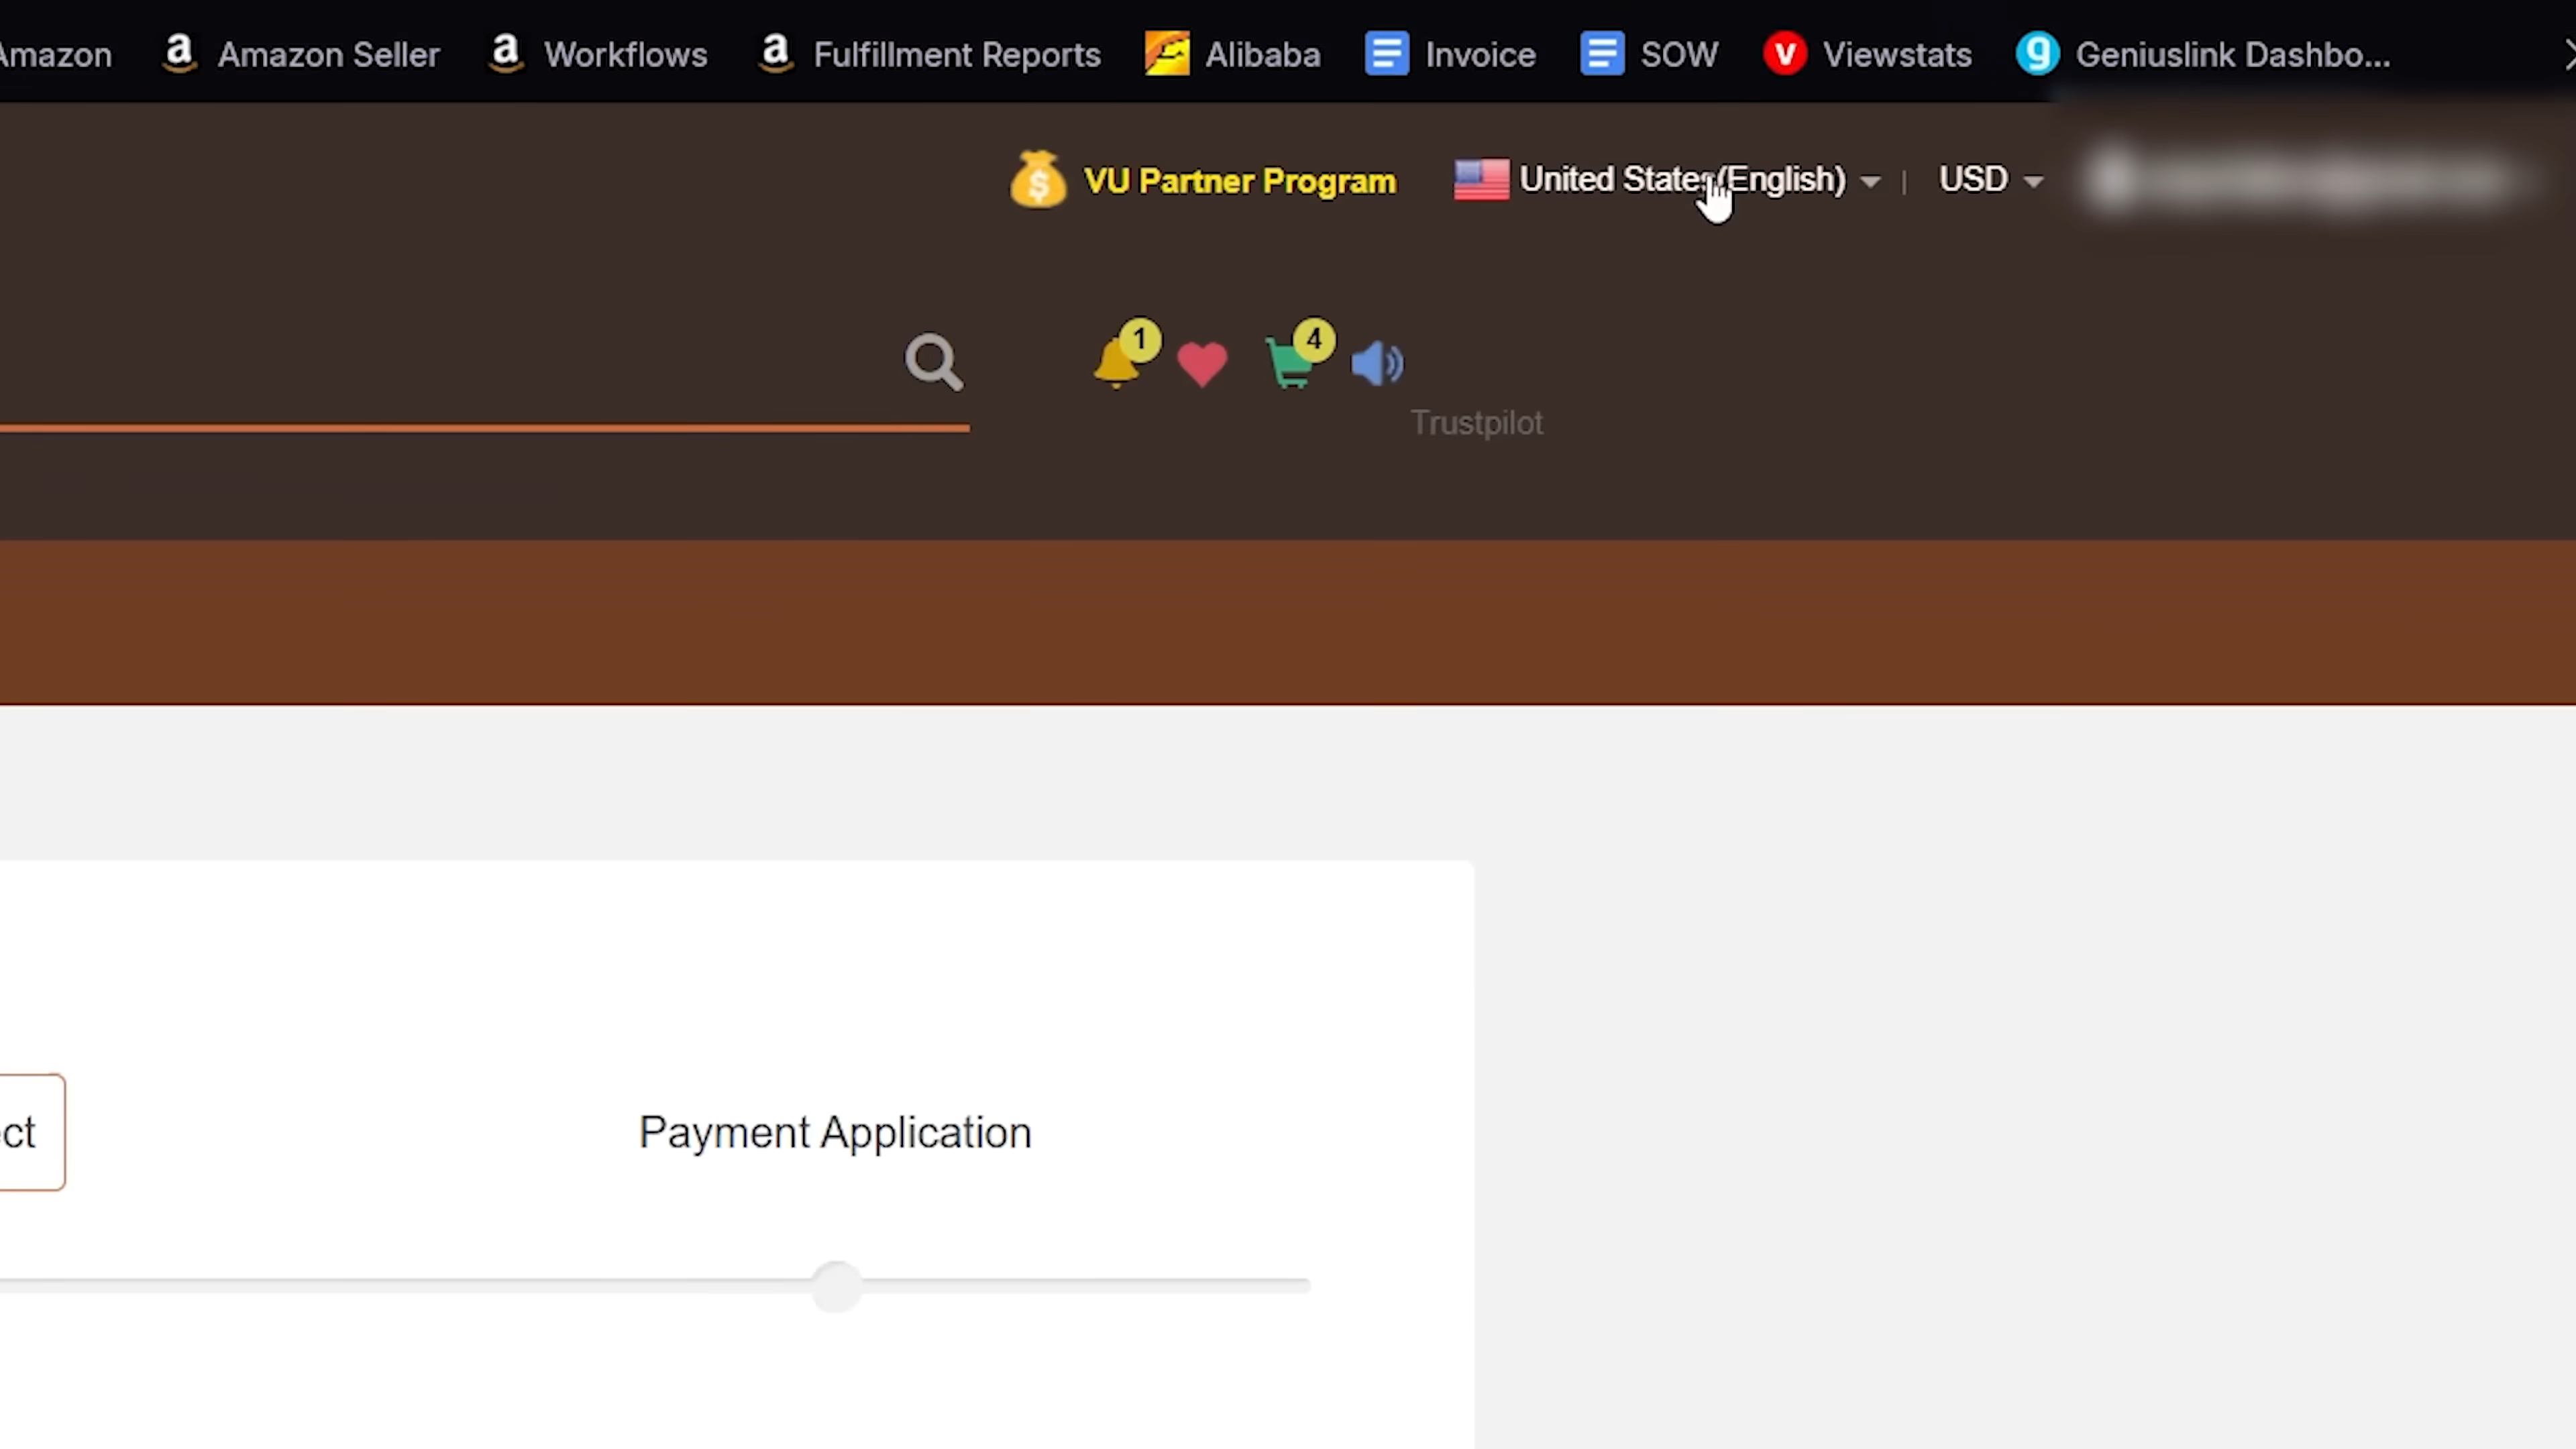 Amazon Amazon Seller Workflows Fulfillment Reports Alibaba Invoice SOW Viewstats Geniuslink Dashbo...
VU Partner Program United States(English) USD
1 4
Trustpilot
ct Payment Application